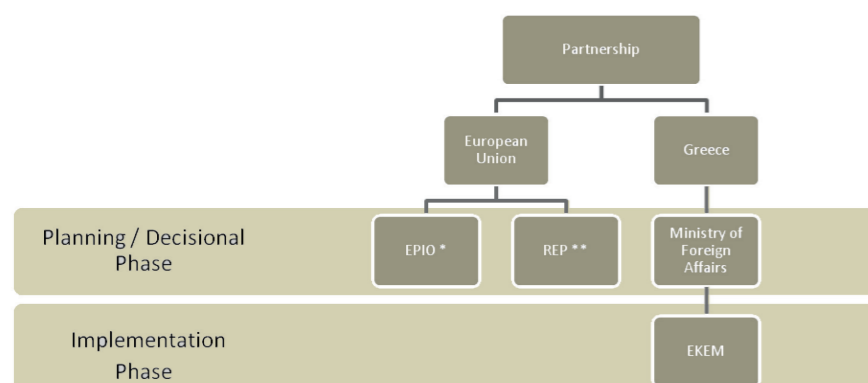 Partnership
European
Union
Greece
Planning / Decisional
Phase
EPIO *
REP **
Ministry of
Foreign
Affairs
Implementation
Phase
EKEM